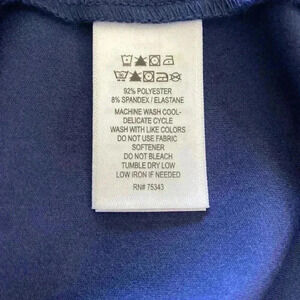 92% POLYESTER
8% SPANDEX / ELASTANE
MACHINE WASH COOL-
DELICATE CYCLE
WASH WITH LIKE COLORS
DO NOT USE FABRIC
SOFTENER
DO NOT BLEACH
TUMBLE DRY LOW
LOW IRON IF NEEDED
RN# 75343